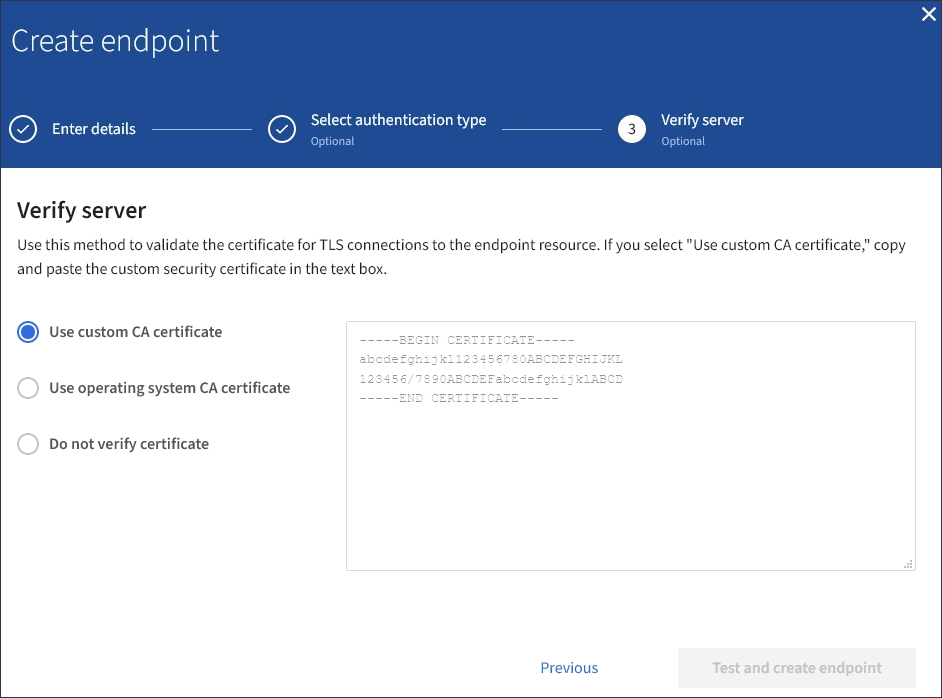 Create endpoint
Enter details
Select authentication type
Optional
3
Verify server
Optional
Verify server
Use this method to validate the certificate for TLS connections to the endpoint resource. If you select "Use custom CA certificate," copy
and paste the custom security certificate in the text box.
Use custom CA certificate
Use operating system CA certificate
Do not verify certificate
-----BEGIN CERTIFICATE-----
abcdefghijkl123456780ABCDEFGHIJKL
123456/7890ABCDEFabcdefghijklABCD
-----END CERTIFICATE-----
Previous
Test and create endpoint